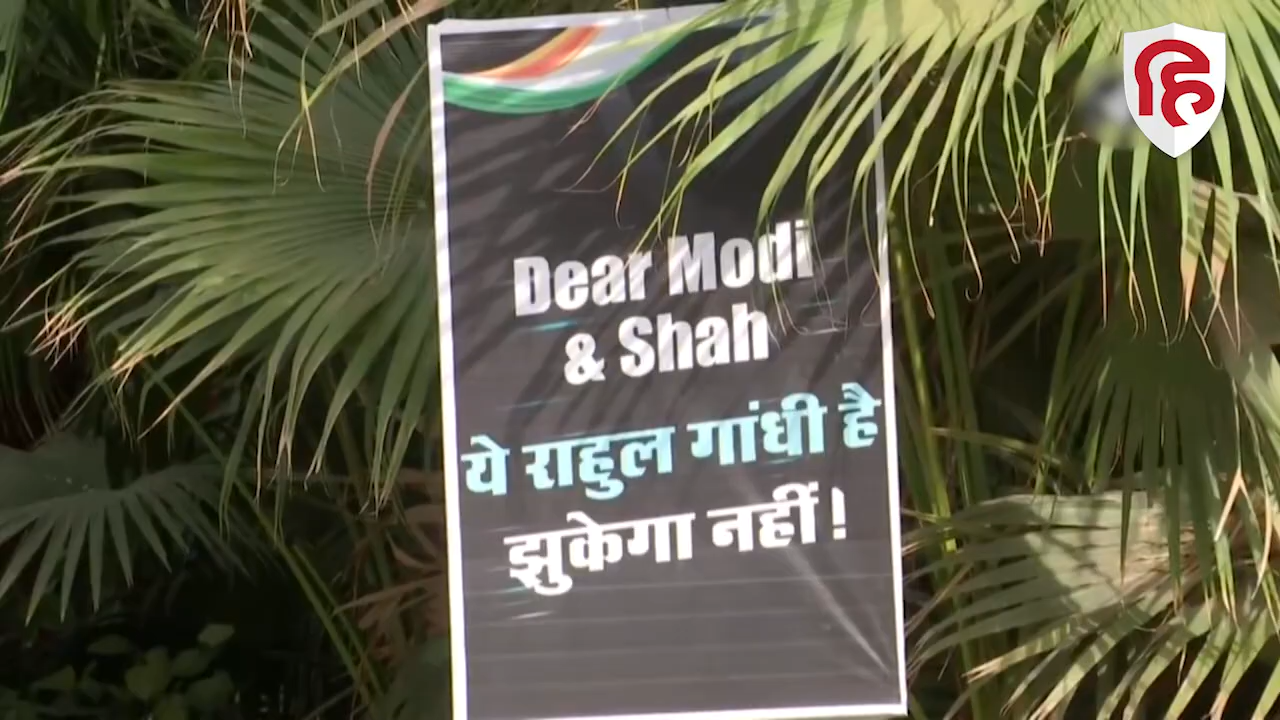 Dear Modi
& Shah
ये राहुल गांधी है
झुकेगा नहीं!
हि